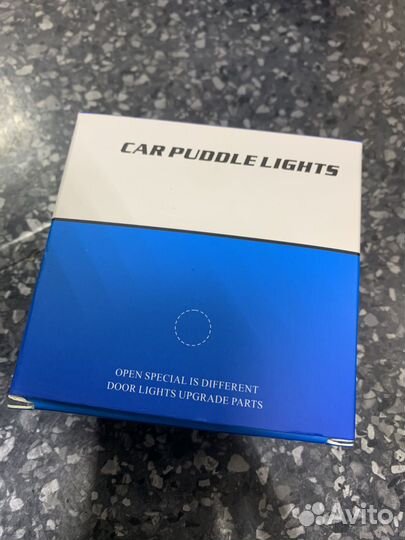 CAR PUDDLE LIGHTS
OPEN SPECIAL IS DIFFERENT
DOOR LIGHTS UPGRADE PARTS
Avito